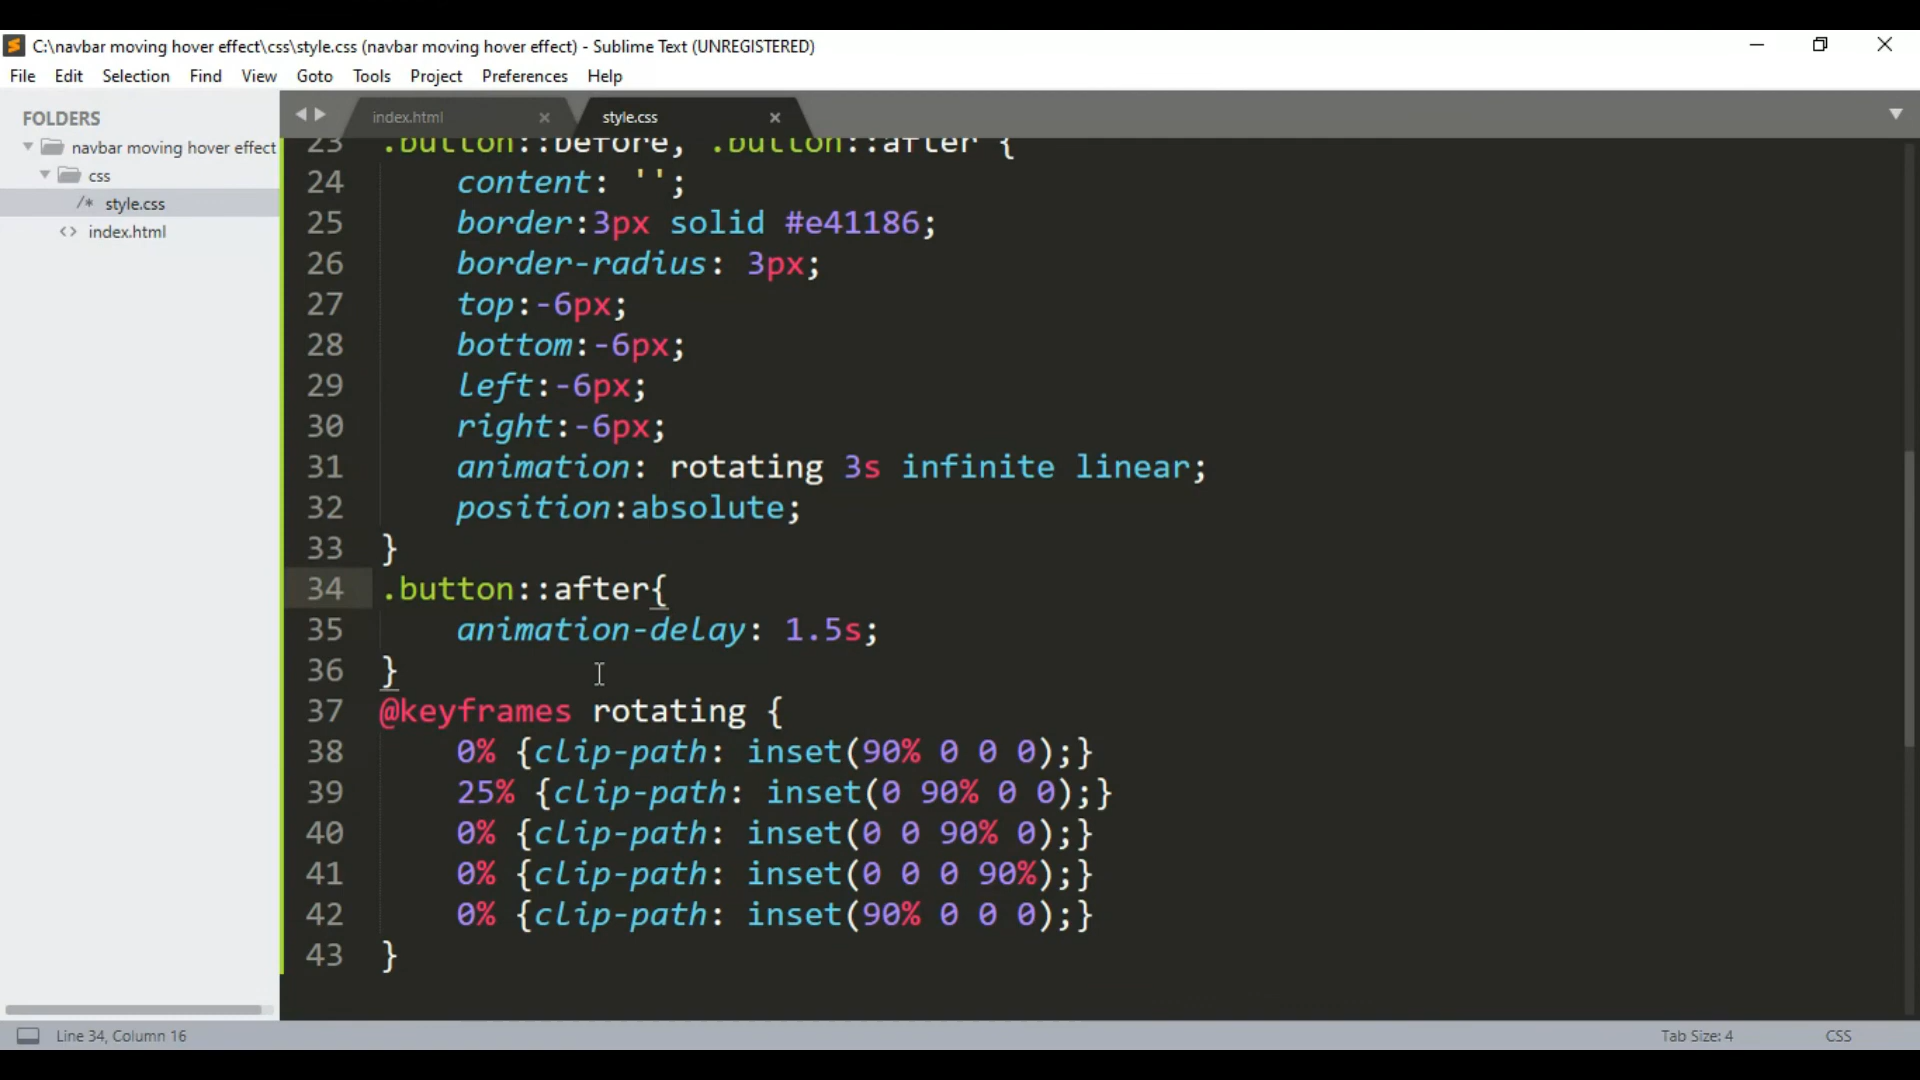 C:\navbar moving hover effect\css\style.css (navbar moving hover effect) - Sublime Text (UNREGISTERED)
File Edit Selection Find View Goto Tools Project Preferences Help
FOLDERS
navbar moving hover effect
css
/* style.css
<> index.html
index.html style.css
23 .button::before, .button::after {
24 content: '';
25 border:3px solid #e41186;
26 border-radius: 3px;
27 top:-6px;
28 bottom:-6px;
29 left:-6px;
30 right:-6px;
31 animation: rotating 3s infinite linear;
32 position:absolute;
33 }
34 .button::after{
35 animation-delay: 1.5s;
36 }
37 @keyframes rotating {
38 0% {clip-path: inset(90% 0 0 0);}
39 25% {clip-path: inset(0 90% 0 0);}
40 0% {clip-path: inset(0 0 90% 0);}
41 0% {clip-path: inset(0 0 0 90%);}
42 0% {clip-path: inset(90% 0 0 0);}
43 }
Line 34, Column 16 Tab Size: 4 CSS